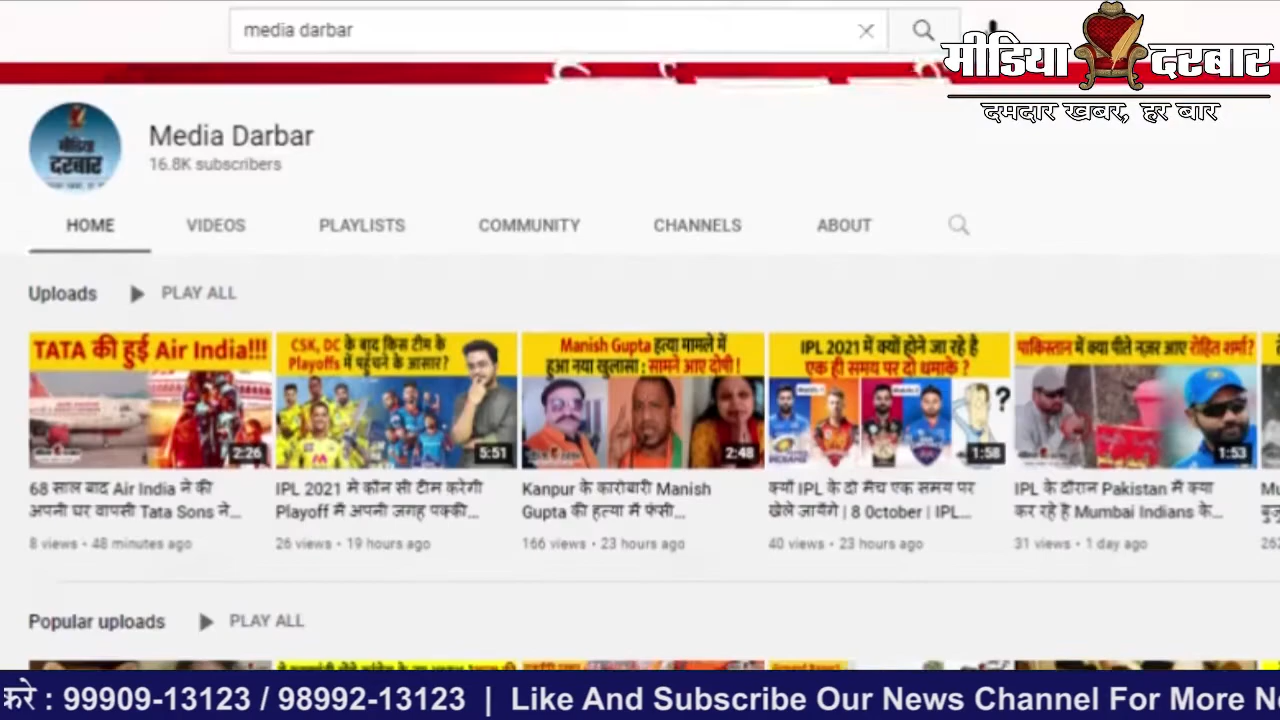 media darbar
मीडिया दरबार
दमदार खबर, हर बार
मीडिया
दरबार
Media Darbar
16.8K subscribers
HOME VIDEOS PLAYLISTS COMMUNITY CHANNELS ABOUT
Uploads PLAY ALL
TATA की हुई Air India!!!
2:26
68 साल बाद Air India ने की
अपनी घर वापसी Tata Sons ने...
8 views • 48 minutes ago
CSK, DC के बाद किस टीम के
Playoffs में पहुंचने के आसार?
5:51
IPL 2021 में कौन सी टीम करेगी
Playoff में अपनी जगह पक्की...
26 views • 19 hours ago
Manish Gupta हत्या मामले में
हुआ नया खुलासा : सामने आए दोषी !
2:48
Kanpur के कारोबारी Manish
Gupta की हत्या में फंसी...
166 views • 23 hours ago
IPL 2021 में क्यों होने जा रहे है
एक ही समय पर दो धमाके ?
?
1:58
क्यों IPL के दो मैच एक समय पर
खेले जायेंगे | 8 October | IPL...
40 views • 23 hours ago
पाकिस्तान में क्या पीते नज़र आए रोहित शर्मा?
1:53
IPL के दौरान Pakistan में क्या
कर रहे है Mumbai Indians के...
31 views • 1 day ago
Popular uploads PLAY ALL
करे : 99909-13123 / 98992-13123 | Like And Subscribe Our News Channel For More N